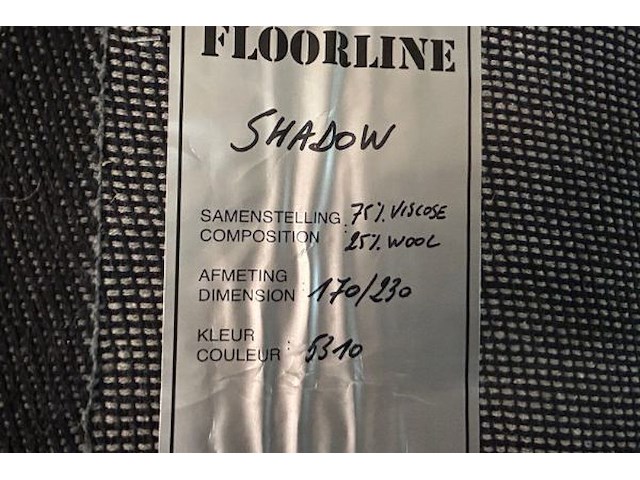 FLOORLINE
SHADOW
SAMENSTELLING : 75% VISCOSE
COMPOSITION : 25% WOOL
AFMETING
DIMENSION : 170/230
KLEUR
COULEUR : 5310